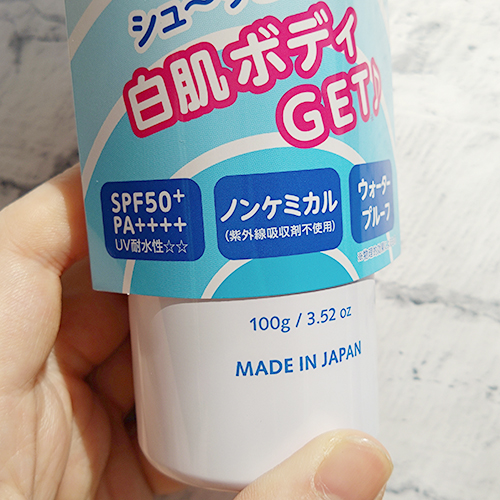 シュ〜
白肌ボディ
GET♪
SPF50+
PA++++
UV耐水性☆☆
ノンケミカル
(紫外線吸収剤不使用)
ウォーター
プルーフ
100g / 3.52 oz
MADE IN JAPAN